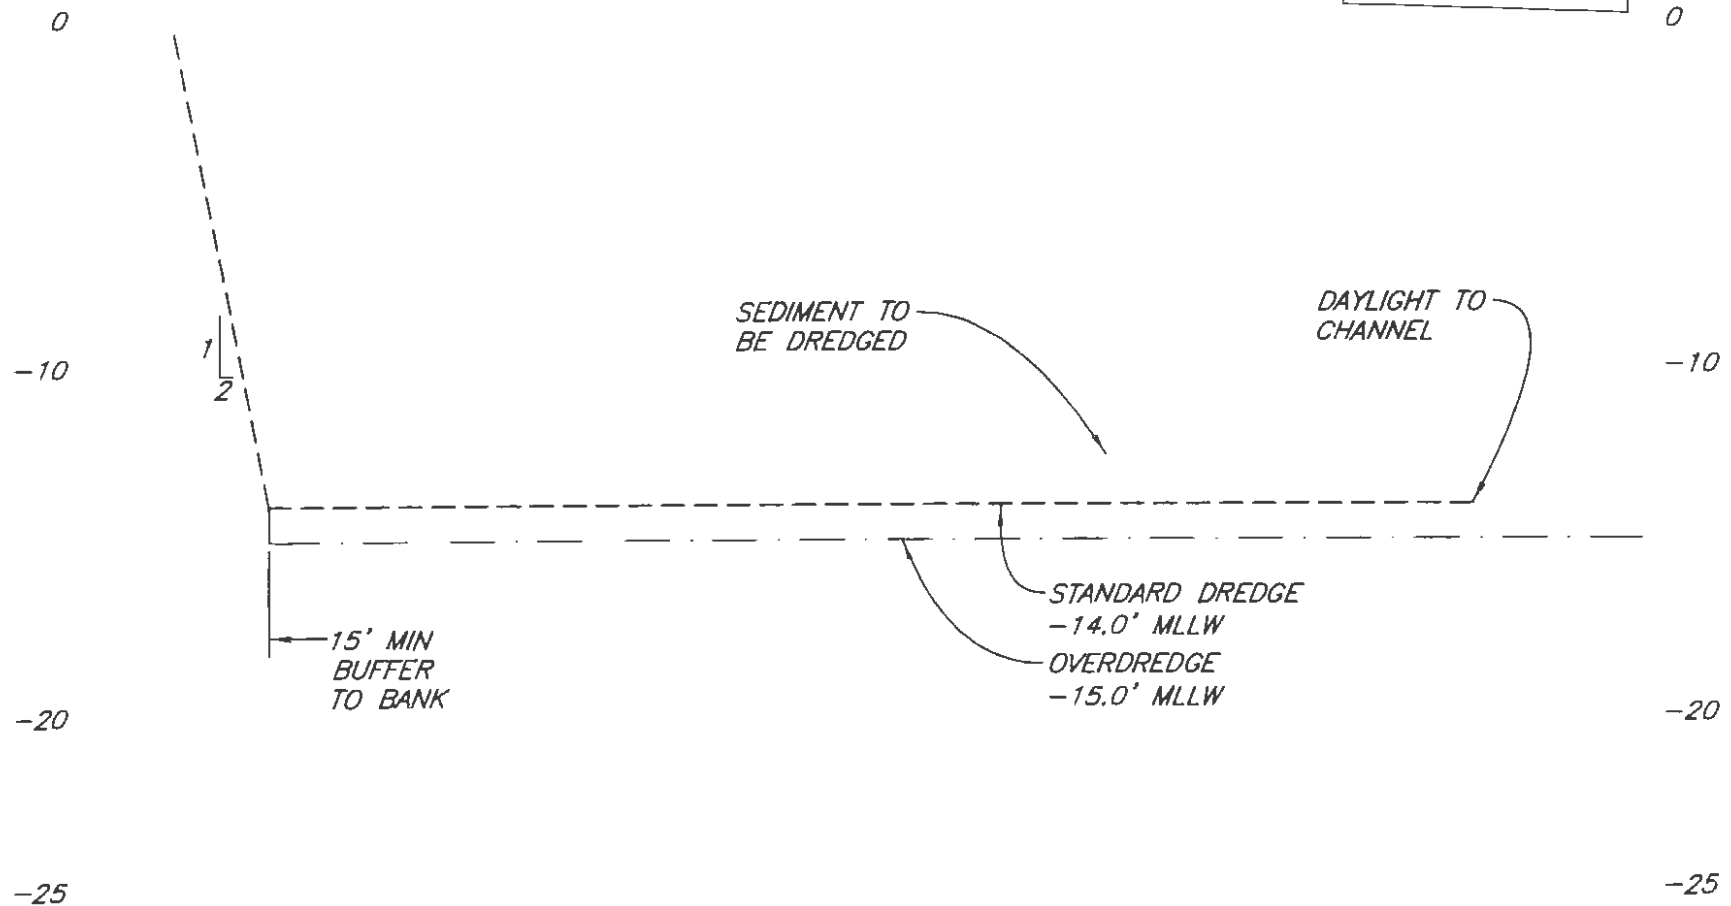 0
0
SEDIMENT TO
BE DREDGED
DAYLIGHT TO
CHANNEL
1
2
-10
-10
STANDARD DREDGE
-14.0' MLLW
15' MIN
BUFFER
TO BANK
OVERDREDGE
-15.0' MLLW
-20
-20
-25
-25